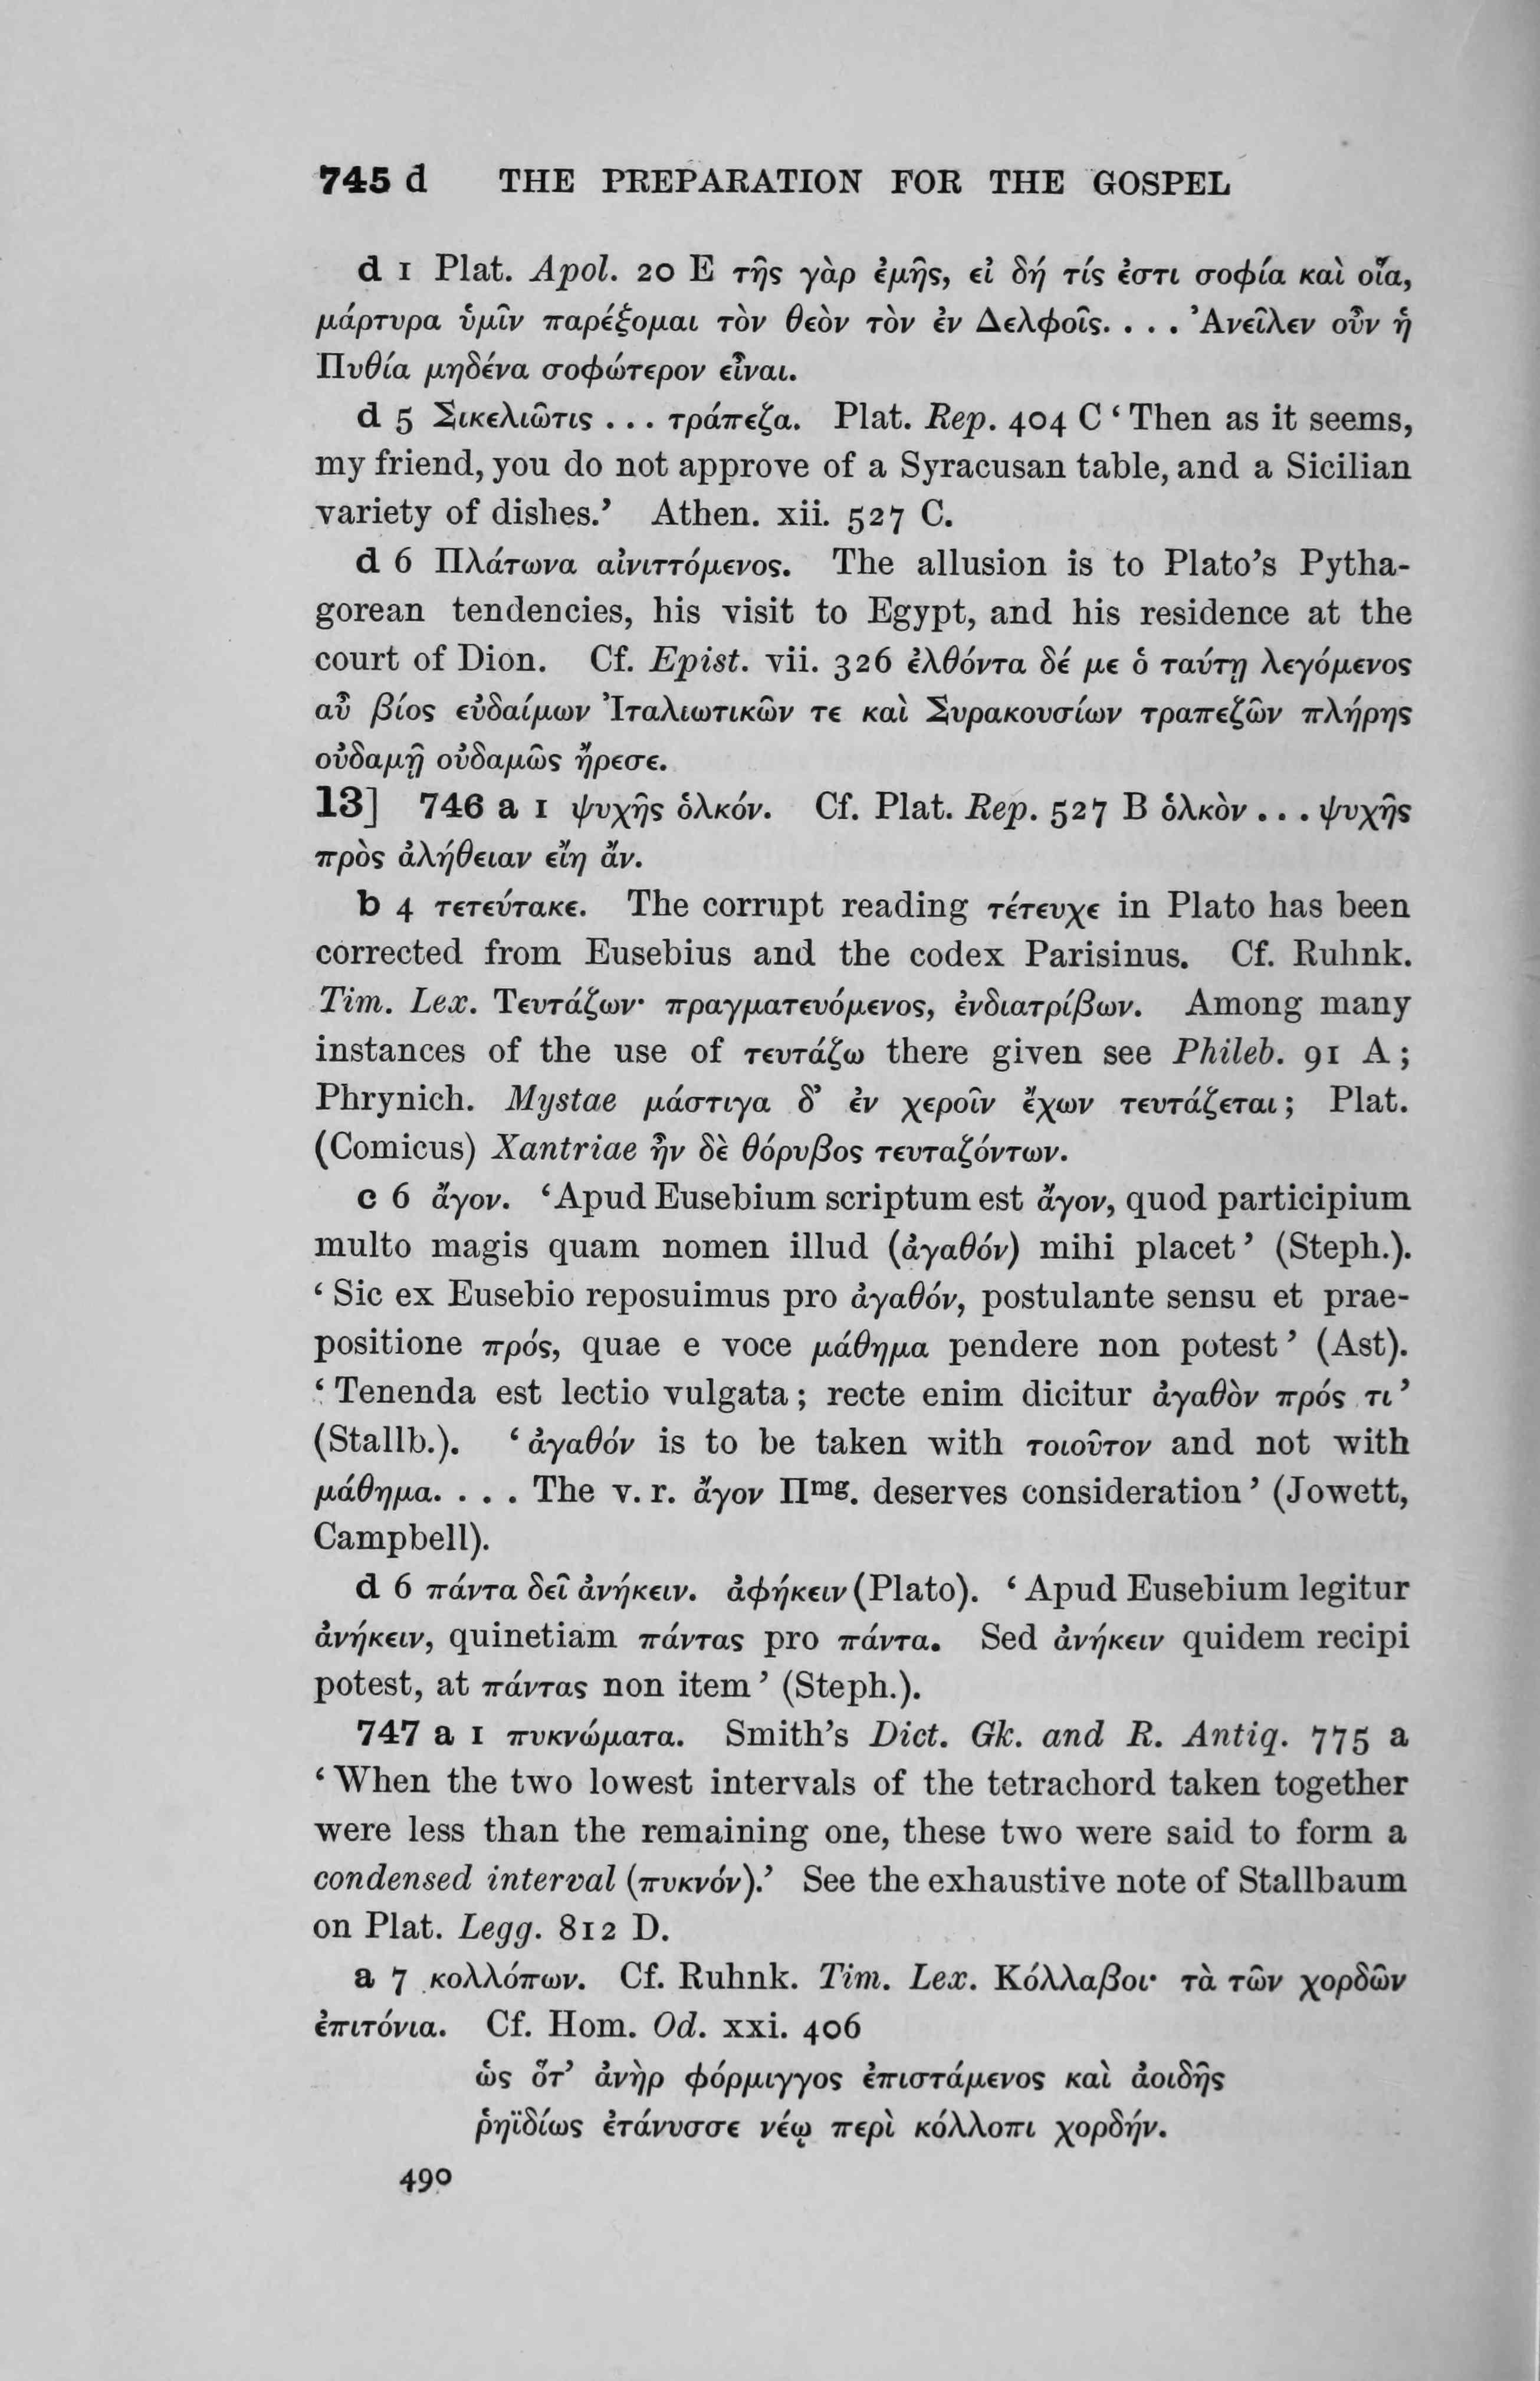 745 d THE PREPARATION FOR THE GOSPEL
d 1 Plat. Apol. 20 E τῆς γὰρ ἐμῆς, εἰ δή τίς ἐστι σοφία καὶ οἵα,
μάρτυρα ὑμῖν παρέξομαι τὸν θεὸν τὸν ἐν Δελφοῖς. . . . Ἀνεῖλεν οὖν ἡ
Πυθία μηδένα σοφώτερον εἶναι.
d 5 Σικελιῶτις . . . τράπεζα. Plat. Rep. 404 C ‘Then as it seems,
my friend, you do not approve of a Syracusan table, and a Sicilian
variety of dishes.’ Athen. xii. 527 C.
d 6 Πλάτωνα αἰνιττόμενος. The allusion is to Plato’s Pytha-
gorean tendencies, his visit to Egypt, and his residence at the
court of Dion. Cf. Epist. vii. 326 ἐλθόντα δέ με ὁ ταύτῃ λεγόμενος
αὖ βίος εὐδαίμων Ἰταλιωτικῶν τε καὶ Συρακουσίων τραπεζῶν πλήρης
οὐδαμῇ οὐδαμῶς ἤρεσε.
13] 746 a 1 ψυχῆς ὁλκόν. Cf. Plat. Rep. 527 B ὁλκὸν . . . ψυχῆς
πρὸς ἀλήθειαν εἴη ἄν.
b 4 τετεύτακε. The corrupt reading τέτευχε in Plato has been
corrected from Eusebius and the codex Parisinus. Cf. Ruhnk.
Tim. Lex. Τευτάζων· πραγματευόμενος, ἐνδιατρίβων. Among many
instances of the use of τευτάζω there given see Phileb. 91 A;
Phrynich. Mystae μάστιγα δ’ ἐν χεροῖν ἔχων τευτάζεται; Plat.
(Comicus) Xantriae ἦν δὲ θόρυβος τευταζόντων.
c 6 ἄγον. ‘Apud Eusebium scriptum est ἄγον, quod participium
multo magis quam nomen illud (ἀγαθόν) mihi placet’ (Steph.).
‘Sic ex Eusebio reposuimus pro ἀγαθόν, postulante sensu et prae-
positione πρός, quae e voce μάθημα pendere non potest’ (Ast).
‘Tenenda est lectio vulgata; recte enim dicitur ἀγαθὸν πρός τι’
(Stallb.). ‘ἀγαθόν is to be taken with τοιοῦτον and not with
μάθημα. . . . The v. r. ἄγον Πmg. deserves consideration’ (Jowett,
Campbell).
d 6 πάντα δεῖ ἀνήκειν. ἀφήκειν (Plato). ‘Apud Eusebium legitur
ἀνήκειν, quinetiam πάντας pro πάντα. Sed ἀνήκειν quidem recipi
potest, at πάντας non item’ (Steph.).
747 a 1 πυκνώματα. Smith’s Dict. Gk. and R. Antiq. 775 a
‘When the two lowest intervals of the tetrachord taken together
were less than the remaining one, these two were said to form a
condensed interval (πυκνόν).’ See the exhaustive note of Stallbaum
on Plat. Legg. 812 D.
a 7 κολλόπων. Cf. Ruhnk. Tim. Lex. Κόλλαβοι· τὰ τῶν χορδῶν
ἐπιτόνια. Cf. Hom. Od. xxi. 406
ὡς ὅτ’ ἀνὴρ φόρμιγγος ἐπιστάμενος καὶ ἀοιδῆς
ῥηϊδίως ἐτάνυσσε νέῳ περὶ κόλλοπι χορδήν.
490